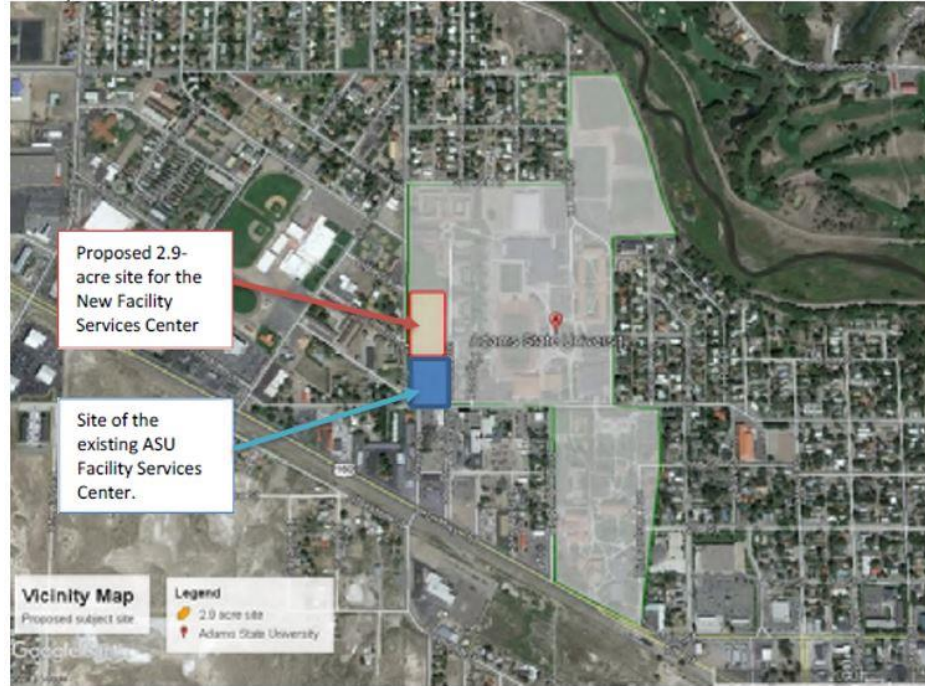 Proposed 2.9-
acre site for the
New Facility
Services Center
Adams State University
Site of the
existing ASU
Facility Services
Center.
160
Vicinity Map
Proposed subject site
Legend
2.9 acre site
Adams State University
Google Earth